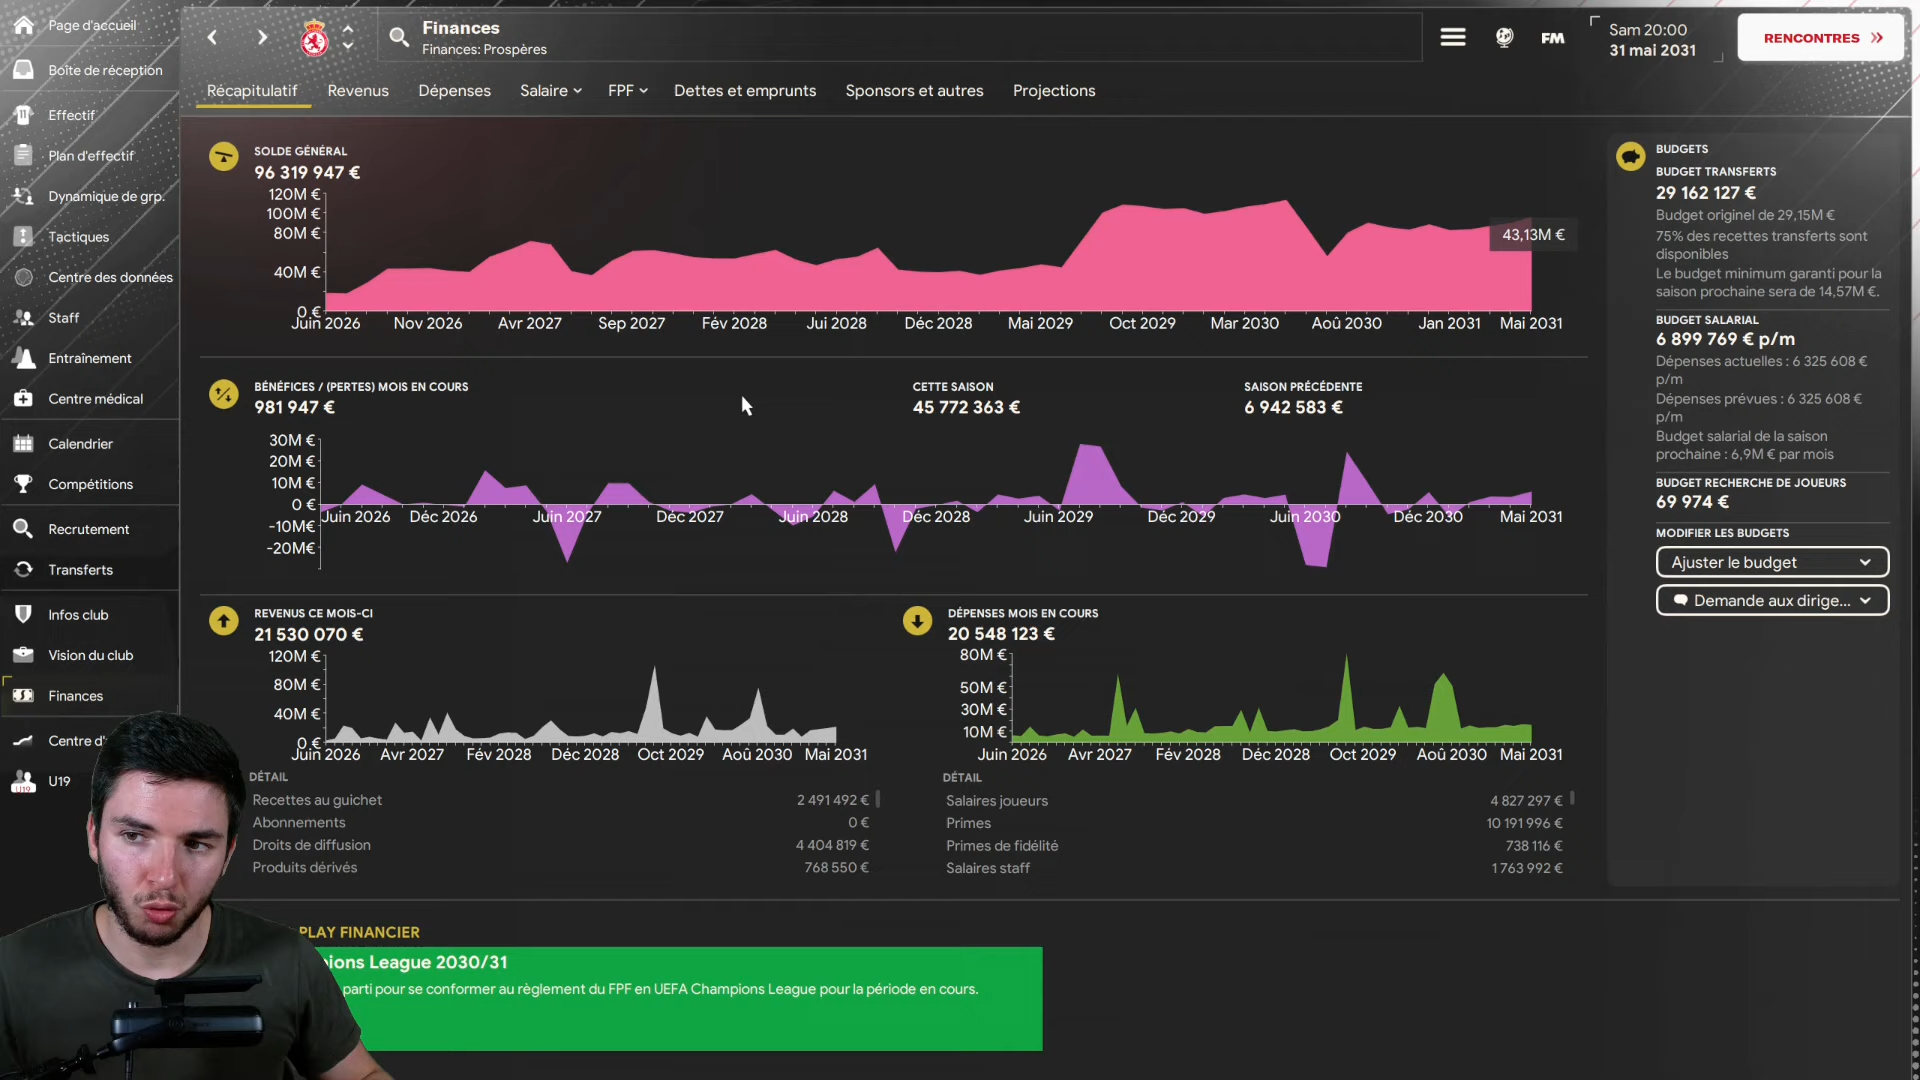 Page d'accueil
Boîte de réception
Effectif
Plan d'effectif
Dynamique de grp.
Tactiques
Centre des données
Staff
Entraînement
Centre médical
Calendrier
Compétitions
Recrutement
Transferts
Infos club
Vision du club
Finances
Centre d'
U19
U19
Finances
Finances: Prospères
FM
Sam 20:00
31 mai 2031
RENCONTRES
Récapitulatif Revenus Dépenses Salaire FPF Dettes et emprunts Sponsors et autres Projections
SOLDE GÉNÉRAL
96 319 947 €
120M €
100M €
80M €
40M €
0 €
43,13M €
Juin 2026 Nov 2026 Avr 2027 Sep 2027 Fév 2028 Jui 2028 Déc 2028 Mai 2029 Oct 2029 Mar 2030 Aoû 2030 Jan 2031 Mai 2031
BÉNÉFICES / (PERTES) MOIS EN COURS
981 947 €
CETTE SAISON
45 772 363 €
SAISON PRÉCÉDENTE
6 942 583 €
30M €
20M €
10M €
0 €
-10M€
-20M€
Juin 2026 Déc 2026 Juin 2027 Déc 2027 Juin 2028 Déc 2028 Juin 2029 Déc 2029 Juin 2030 Déc 2030 Mai 2031
REVENUS CE MOIS-CI
21 530 070 €
120M €
80M €
40M €
0 €
Juin 2026 Avr 2027 Fév 2028 Déc 2028 Oct 2029 Aoû 2030 Mai 2031
DÉTAIL
Recettes au guichet 2 491 492 €
Abonnements 0 €
Droits de diffusion 4 404 819 €
Produits dérivés 768 550 €
DÉPENSES MOIS EN COURS
20 548 123 €
80M €
50M €
30M €
10M €
Juin 2026 Avr 2027 Fév 2028 Déc 2028 Oct 2029 Aoû 2030 Mai 2031
DÉTAIL
Salaires joueurs 4 827 297 €
Primes 10 191 996 €
Primes de fidélité 738 116 €
Salaires staff 1 763 992 €
PLAY FINANCIER
ions League 2030/31
parti pour se conformer au règlement du FPF en UEFA Champions League pour la période en cours.
BUDGETS
BUDGET TRANSFERTS
29 162 127 €
Budget originel de 29,15M €
75% des recettes transferts sont
disponibles
Le budget minimum garanti pour la
saison prochaine sera de 14,57M €.
BUDGET SALARIAL
6 899 769 € p/m
Dépenses actuelles : 6 325 608 €
p/m
Dépenses prévues : 6 325 608 €
p/m
Budget salarial de la saison
prochaine : 6,9M € par mois
BUDGET RECHERCHE DE JOUEURS
69 974 €
MODIFIER LES BUDGETS
Ajuster le budget
Demande aux dirige...